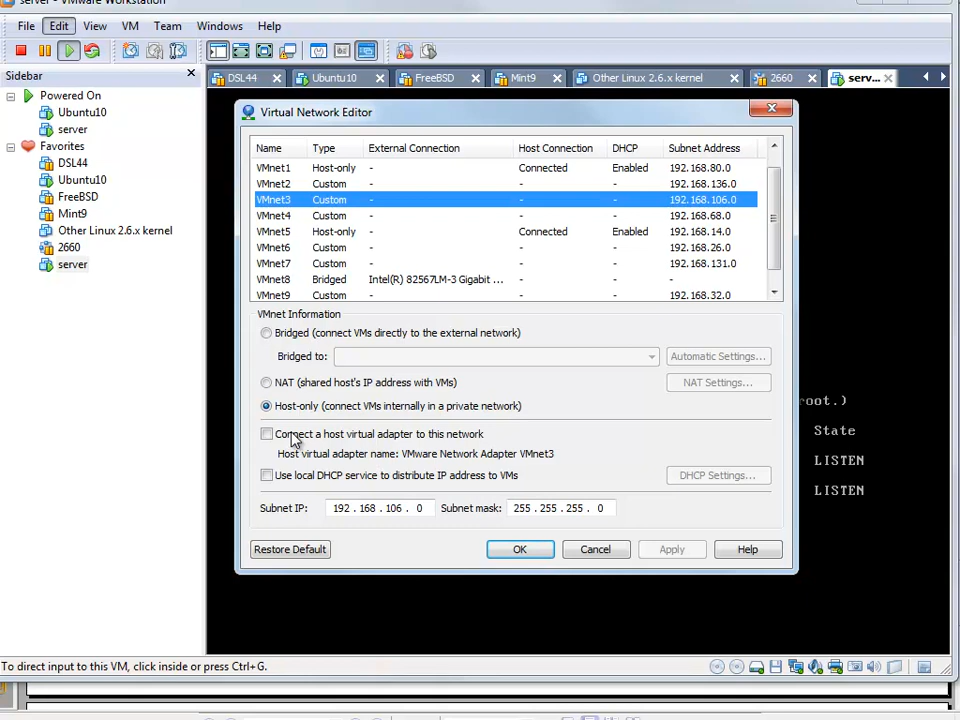 server - VMware Workstation
File Edit View VM Team Windows Help
Sidebar
DSL44 Ubuntu10 FreeBSD Mint9 Other Linux 2.6.x kernel 2660 serv...
Powered On
Ubuntu10
server
Favorites
DSL44
Ubuntu10
FreeBSD
Mint9
Other Linux 2.6.x kernel
2660
server
Virtual Network Editor
Name Type External Connection Host Connection DHCP Subnet Address
VMnet1 Host-only - Connected Enabled 192.168.80.0
VMnet2 Custom - - - 192.168.136.0
VMnet3 Custom - - - 192.168.106.0
VMnet4 Custom - - - 192.168.68.0
VMnet5 Host-only - Connected Enabled 192.168.14.0
VMnet6 Custom - - - 192.168.26.0
VMnet7 Custom - - - 192.168.131.0
VMnet8 Bridged Intel(R) 82567LM-3 Gigabit ... - - -
VMnet9 Custom - - - 192.168.32.0
VMnet Information
Bridged (connect VMs directly to the external network)
Bridged to: Automatic Settings...
NAT (shared host's IP address with VMs) NAT Settings...
Host-only (connect VMs internally in a private network)
Connect a host virtual adapter to this network
Host virtual adapter name: VMware Network Adapter VMnet3
Use local DHCP service to distribute IP address to VMs DHCP Settings...
Subnet IP: 192 . 168 . 106 . 0 Subnet mask: 255 . 255 . 255 . 0
Restore Default OK Cancel Apply Help
root.)
State
LISTEN
LISTEN
To direct input to this VM, click inside or press Ctrl+G.